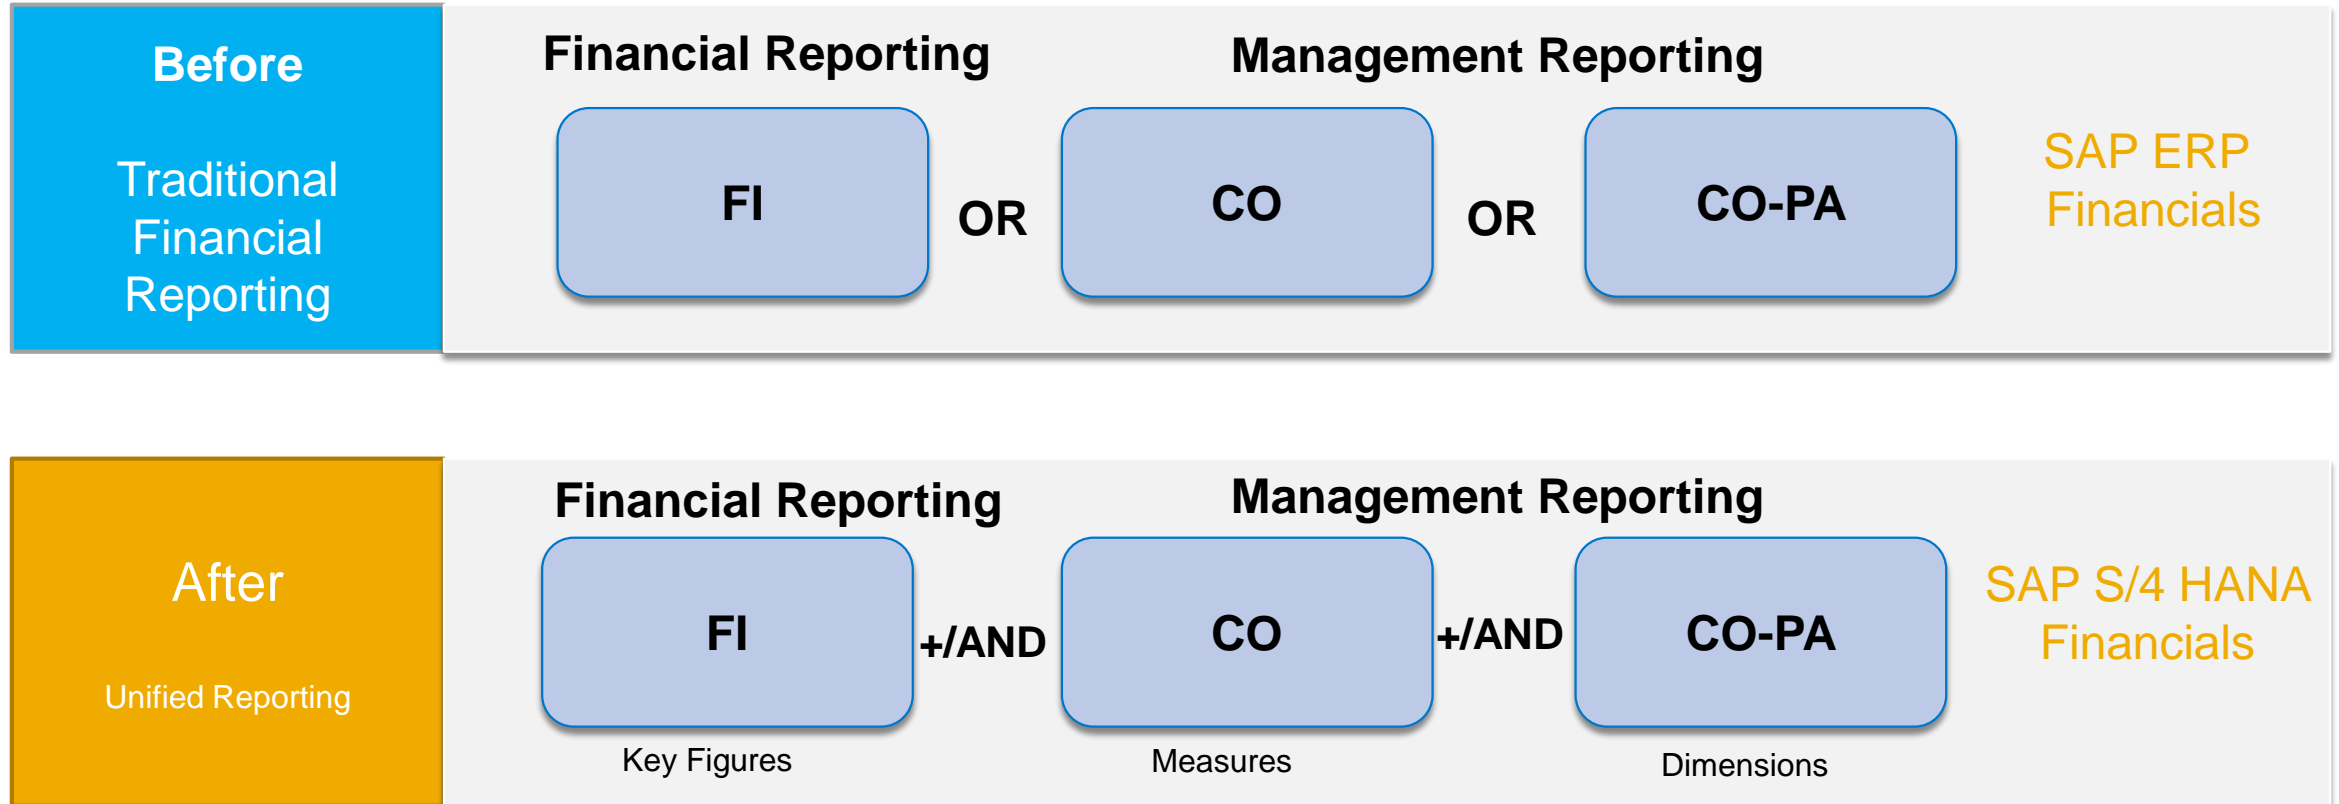 Before
Traditional
Financial
Reporting
Financial Reporting
Management Reporting
FI
OR
CO
OR
CO-PA
SAP ERP
Financials
After
Unified Reporting
Financial Reporting
Management Reporting
FI
+/AND
CO
+/AND
CO-PA
SAP S/4 HANA
Financials
Key Figures
Measures
Dimensions